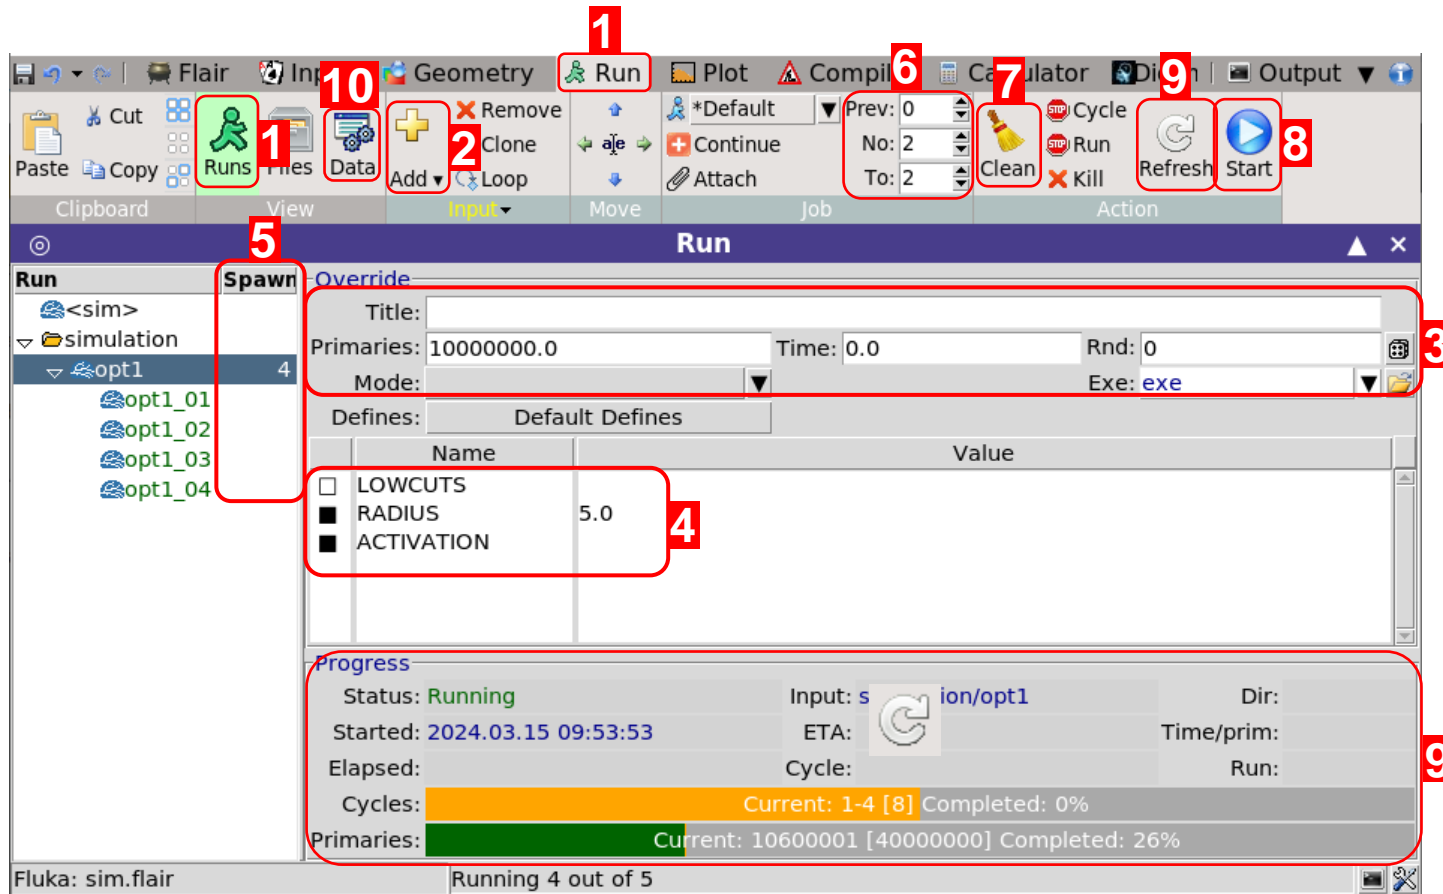 1
Flair Inp Geometry Run Plot Compil Ca ulator Di n Output
10 6 7 9
Cut Remove *Default Prev: 0 Cycle
Paste Copy Runs 1 Files Data Add 2 Clone Continue No: 2 Clean Run Refresh Start 8
Loop Attach To: 2 Kill
Clipboard View Input Move Job Action
5 Run
Run Spawn Override
<sim> Title:
simulation Primaries: 10000000.0 Time: 0.0 Rnd: 0 3
opt1 4 Mode: Exe: exe
opt1_01 Defines: Default Defines
opt1_02 Name Value
opt1_03
opt1_04 LOWCUTS
RADIUS 5.0 4
ACTIVATION
Progress
Status: Running Input: s ion/opt1 Dir:
Started: 2024.03.15 09:53:53 ETA: Time/prim:
Elapsed: Cycle: Run: 9
Cycles: Current: 1-4 [8] Completed: 0%
Primaries: Current: 10600001 [40000000] Completed: 26%
Fluka: sim.flair Running 4 out of 5